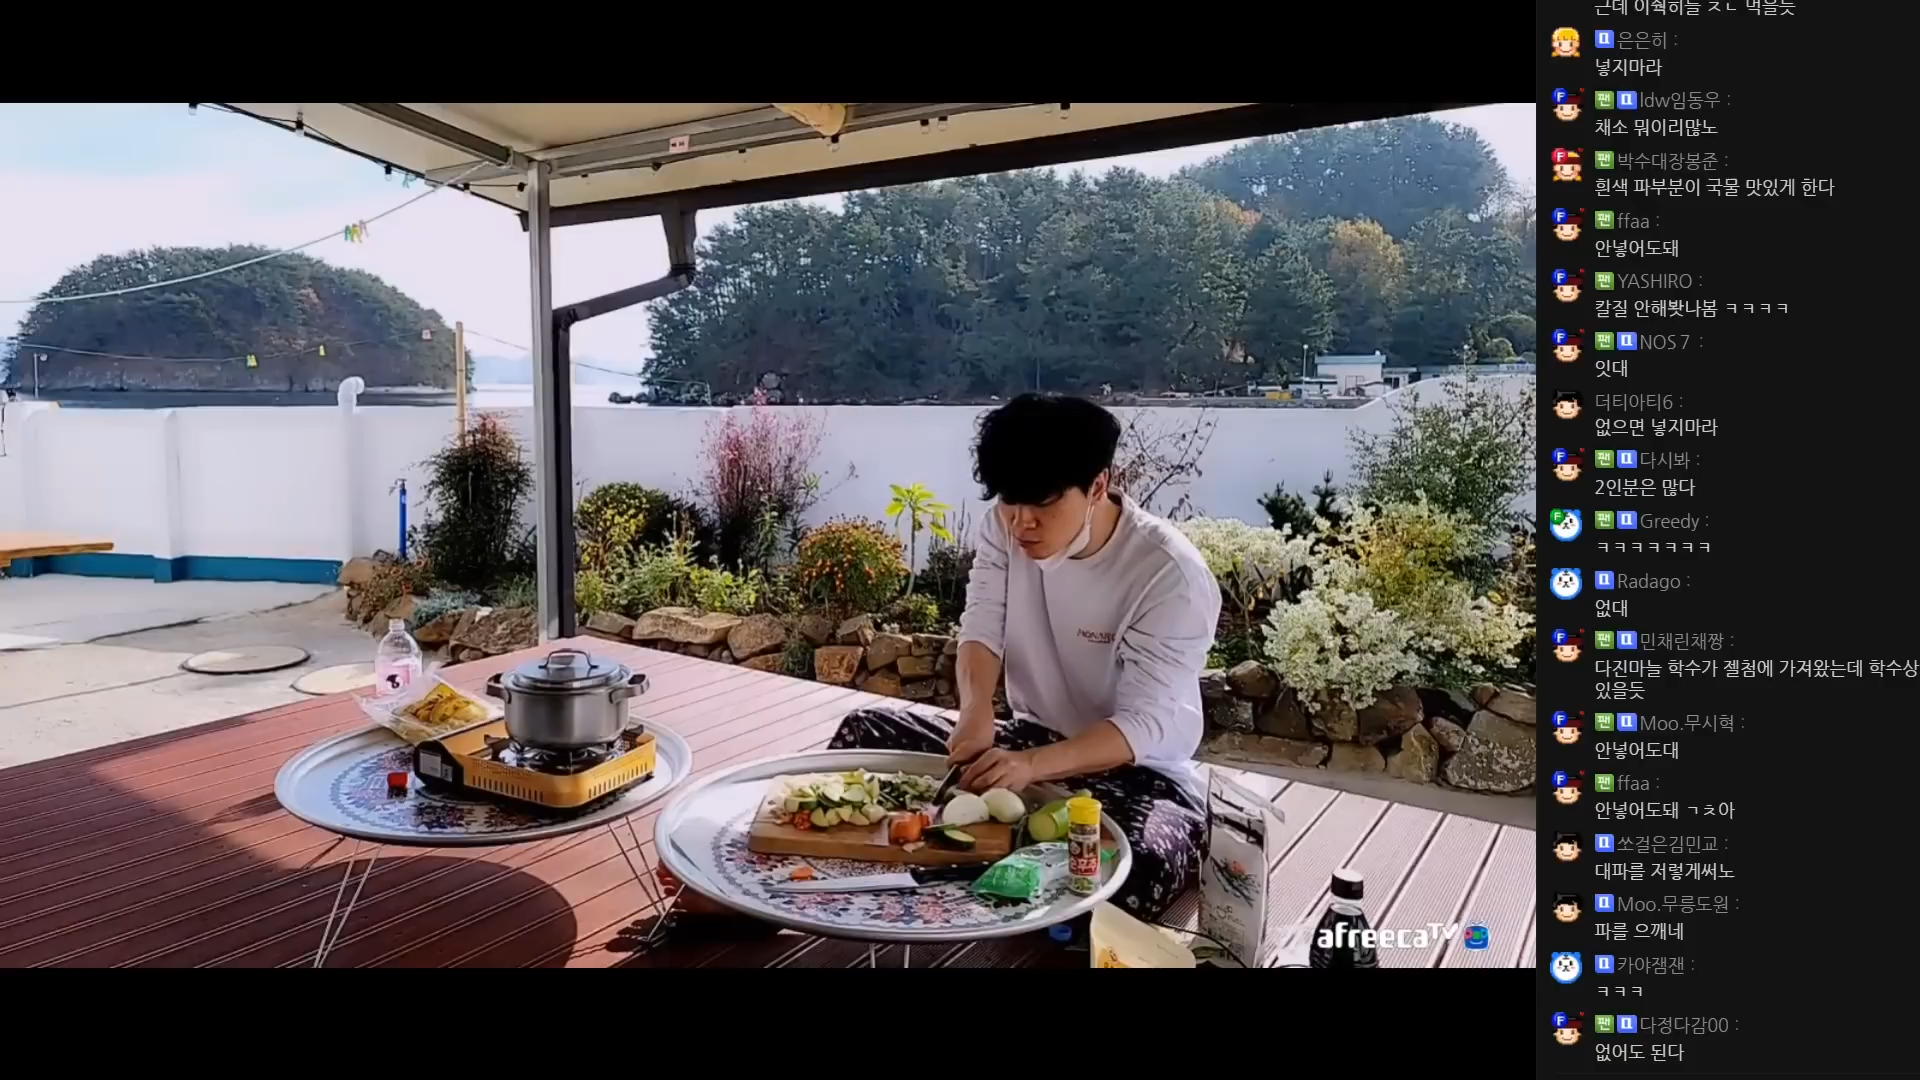 은은히 :
넣지마라
ldw임동우 :
채소 뭐이리많노
박수대장봉준 :
흰색 파부분이 국물 맛있게 한다
ffaa :
안넣어도돼
YASHIRO :
칼질 안해봣나봄 ㅋㅋㅋㅋ
NOS 7 :
잇대
더티아티6 :
없으면 넣지마라
다시봐 :
2인분은 많다
Greedy :
ㅋㅋㅋㅋㅋㅋㅋ
Radago :
없대
민채린채짱 :
다진마늘 학수가 젤첨에 가져왔는데 학수상
있을듯
Moo.무시혁 :
안넣어도대
ffaa :
안넣어도돼 ㄱㅊ아
쏘걸은김민교 :
대파를 저렇게써노
Moo.무릉도원 :
파를 으깨네
카야잼잰 :
ㅋㅋㅋ
다정다감00 :
없어도 된다
순후추
afreecaTV